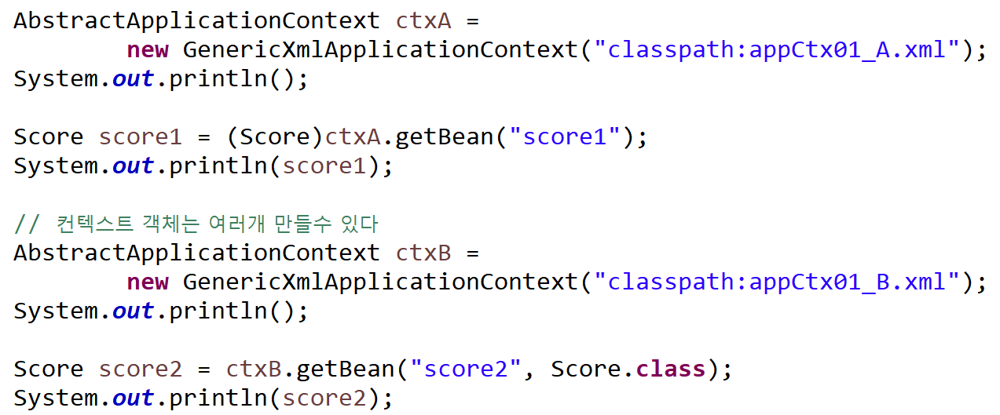 AbstractApplicationContext ctxA =
new GenericXmlApplicationContext("classpath:appCtx01_A.xml");
System.out.println();
Score score1 = (Score)ctxA.getBean("score1");
System.out.println(score1);
// 컨텍스트 객체는 여러개 만들수 있다
AbstractApplicationContext ctxB =
new GenericXmlApplicationContext("classpath:appCtx01_B.xml");
System.out.println();
Score score2 = ctxB.getBean("score2", Score.class);
System.out.println(score2);